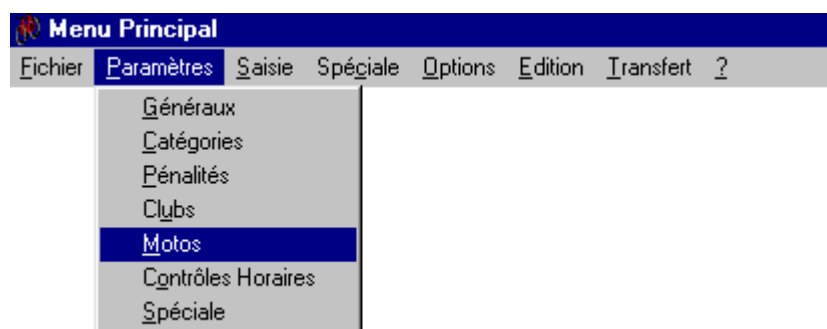 Menu Principal
Fichier Paramètres Saisie Spéciale Options Edition Transfert ?
Généraux
Catégories
Pénalités
Clubs
Motos
Contrôles Horaires
Spéciale